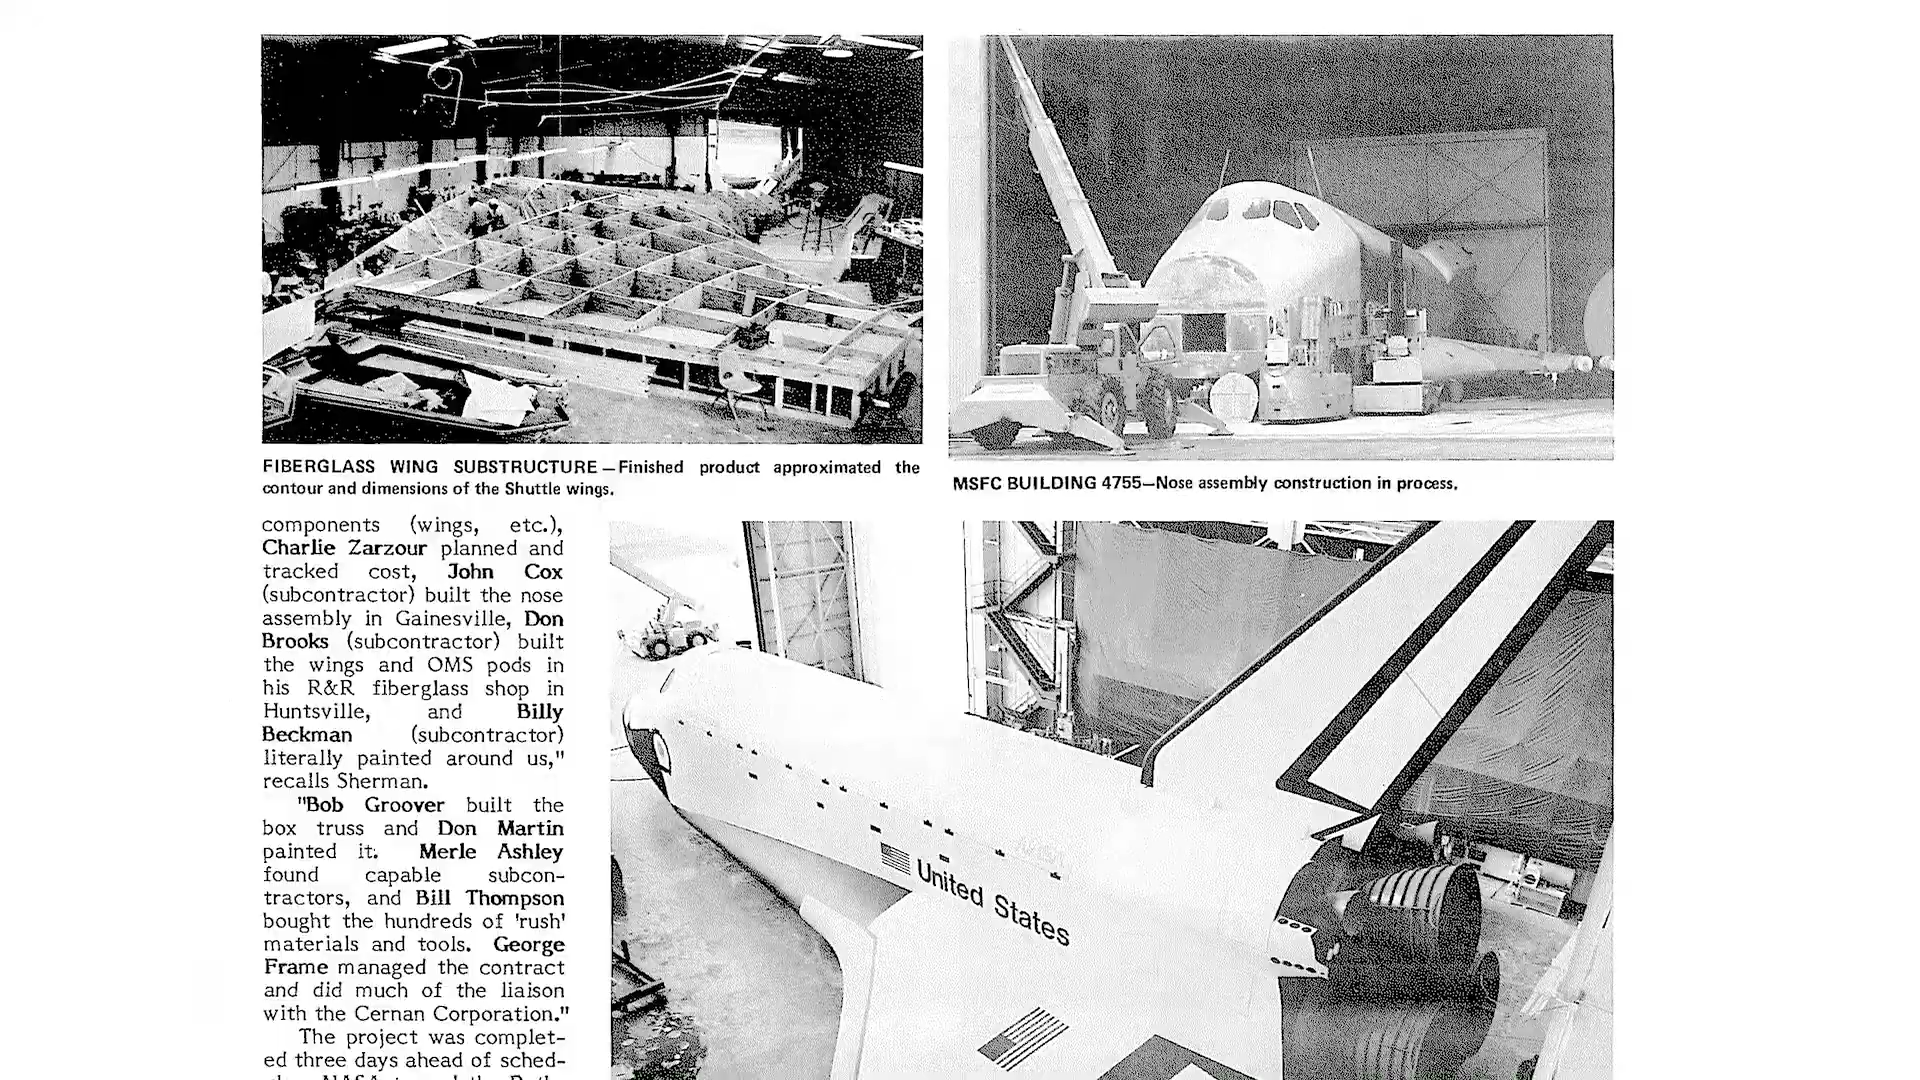 FIBERGLASS WING SUBSTRUCTURE—Finished product approximated the
contour and dimensions of the Shuttle wings.
MSFC BUILDING 4755—Nose assembly construction in process.
components (wings, etc.),
Charlie Zarzour planned and
tracked cost, John Cox
(subcontractor) built the nose
assembly in Gainesville, Don
Brooks (subcontractor) built
the wings and OMS pods in
his R&R fiberglass shop in
Huntsville, and Billy
Beckman (subcontractor)
literally painted around us,"
recalls Sherman.
"Bob Groover built the
box truss and Don Martin
painted it. Merle Ashley
found capable subcon-
tractors, and Bill Thompson
bought the hundreds of 'rush'
materials and tools. George
Frame managed the contract
and did much of the liaison
with the Cernan Corporation."
The project was complet-
ed three days ahead of sched-
United States